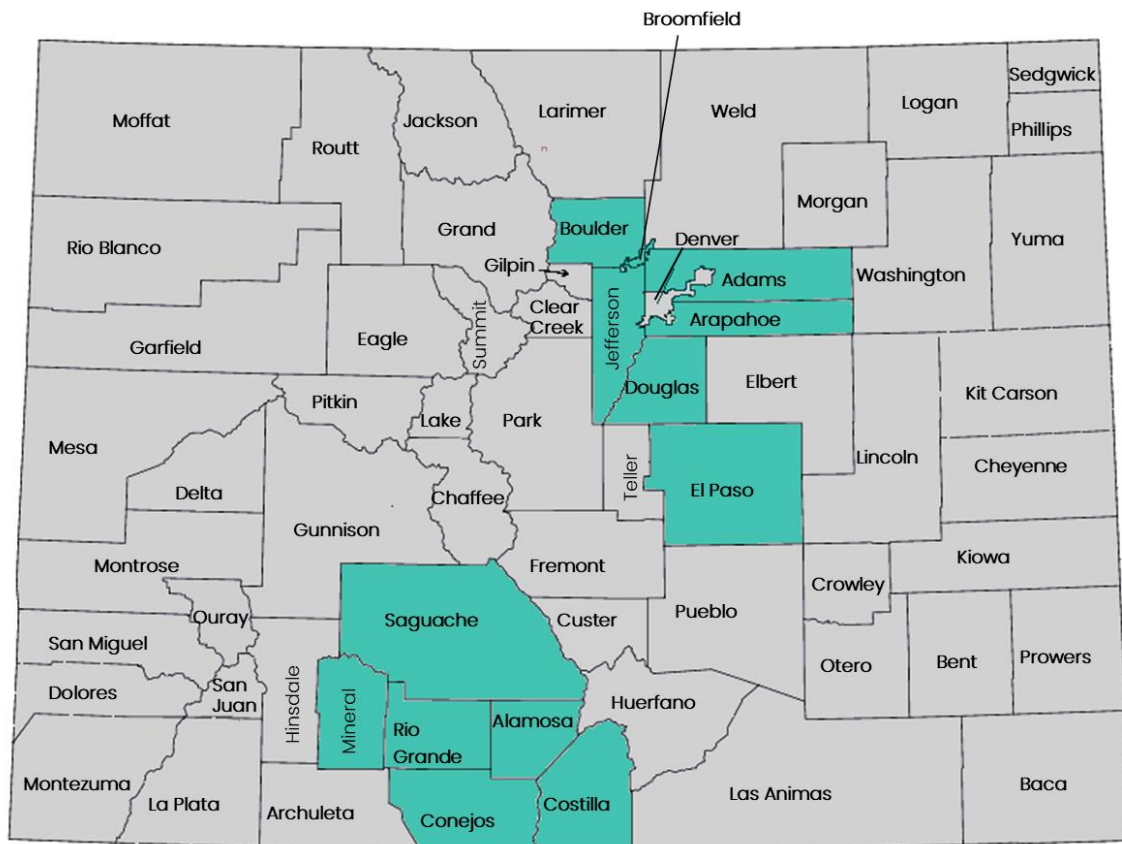 Broomfield
Sedgwick
Moffat
Jackson
Larimer
Weld
Logan
Phillips
Routt
Morgan
Rio Blanco
Grand
Boulder
Denver
Yuma
Gilpin
Adams
Washington
Clear
Creek
Summit
Jefferson
Arapahoe
Garfield
Eagle
Douglas
Elbert
Kit Carson
Pitkin
Lake
Park
Mesa
Lincoln
Cheyenne
Delta
Chaffee
Teller
El Paso
Gunnison
Montrose
Fremont
Kiowa
Crowley
Ouray
Saguache
Custer
Pueblo
San Miguel
Otero
Bent
Prowers
Dolores
San
Juan
Hinsdale
Mineral
Rio
Grande
Alamosa
Huerfano
Montezuma
La Plata
Archuleta
Conejos
Costilla
Las Animas
Baca